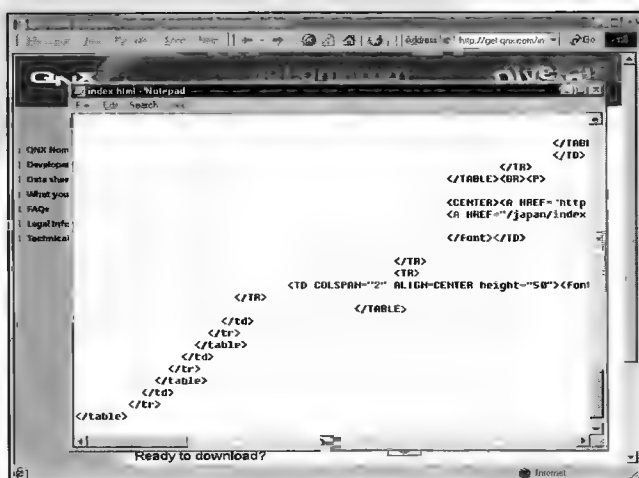 Address http://get.qnx.com/in Go
QNX
index.html - Notepad
Edit Search
QNX Hom
Developer
Data shee
What you
FAQs
Legal Info
Technical
</TABl
</TD>
</TR>
</TABLE><BR><P>
<CENTER><A HREF="http
<A HREF="/japan/index
</font></TD>
</TR>
<TR>
<TD COLSPAN="2" ALIGN=CENTER height="50"><font
</TR>
</TABLE>
</td>
</tr>
</table>
</td>
</tr>
</table>
</td>
</tr>
</table>
Ready to download?
Internet